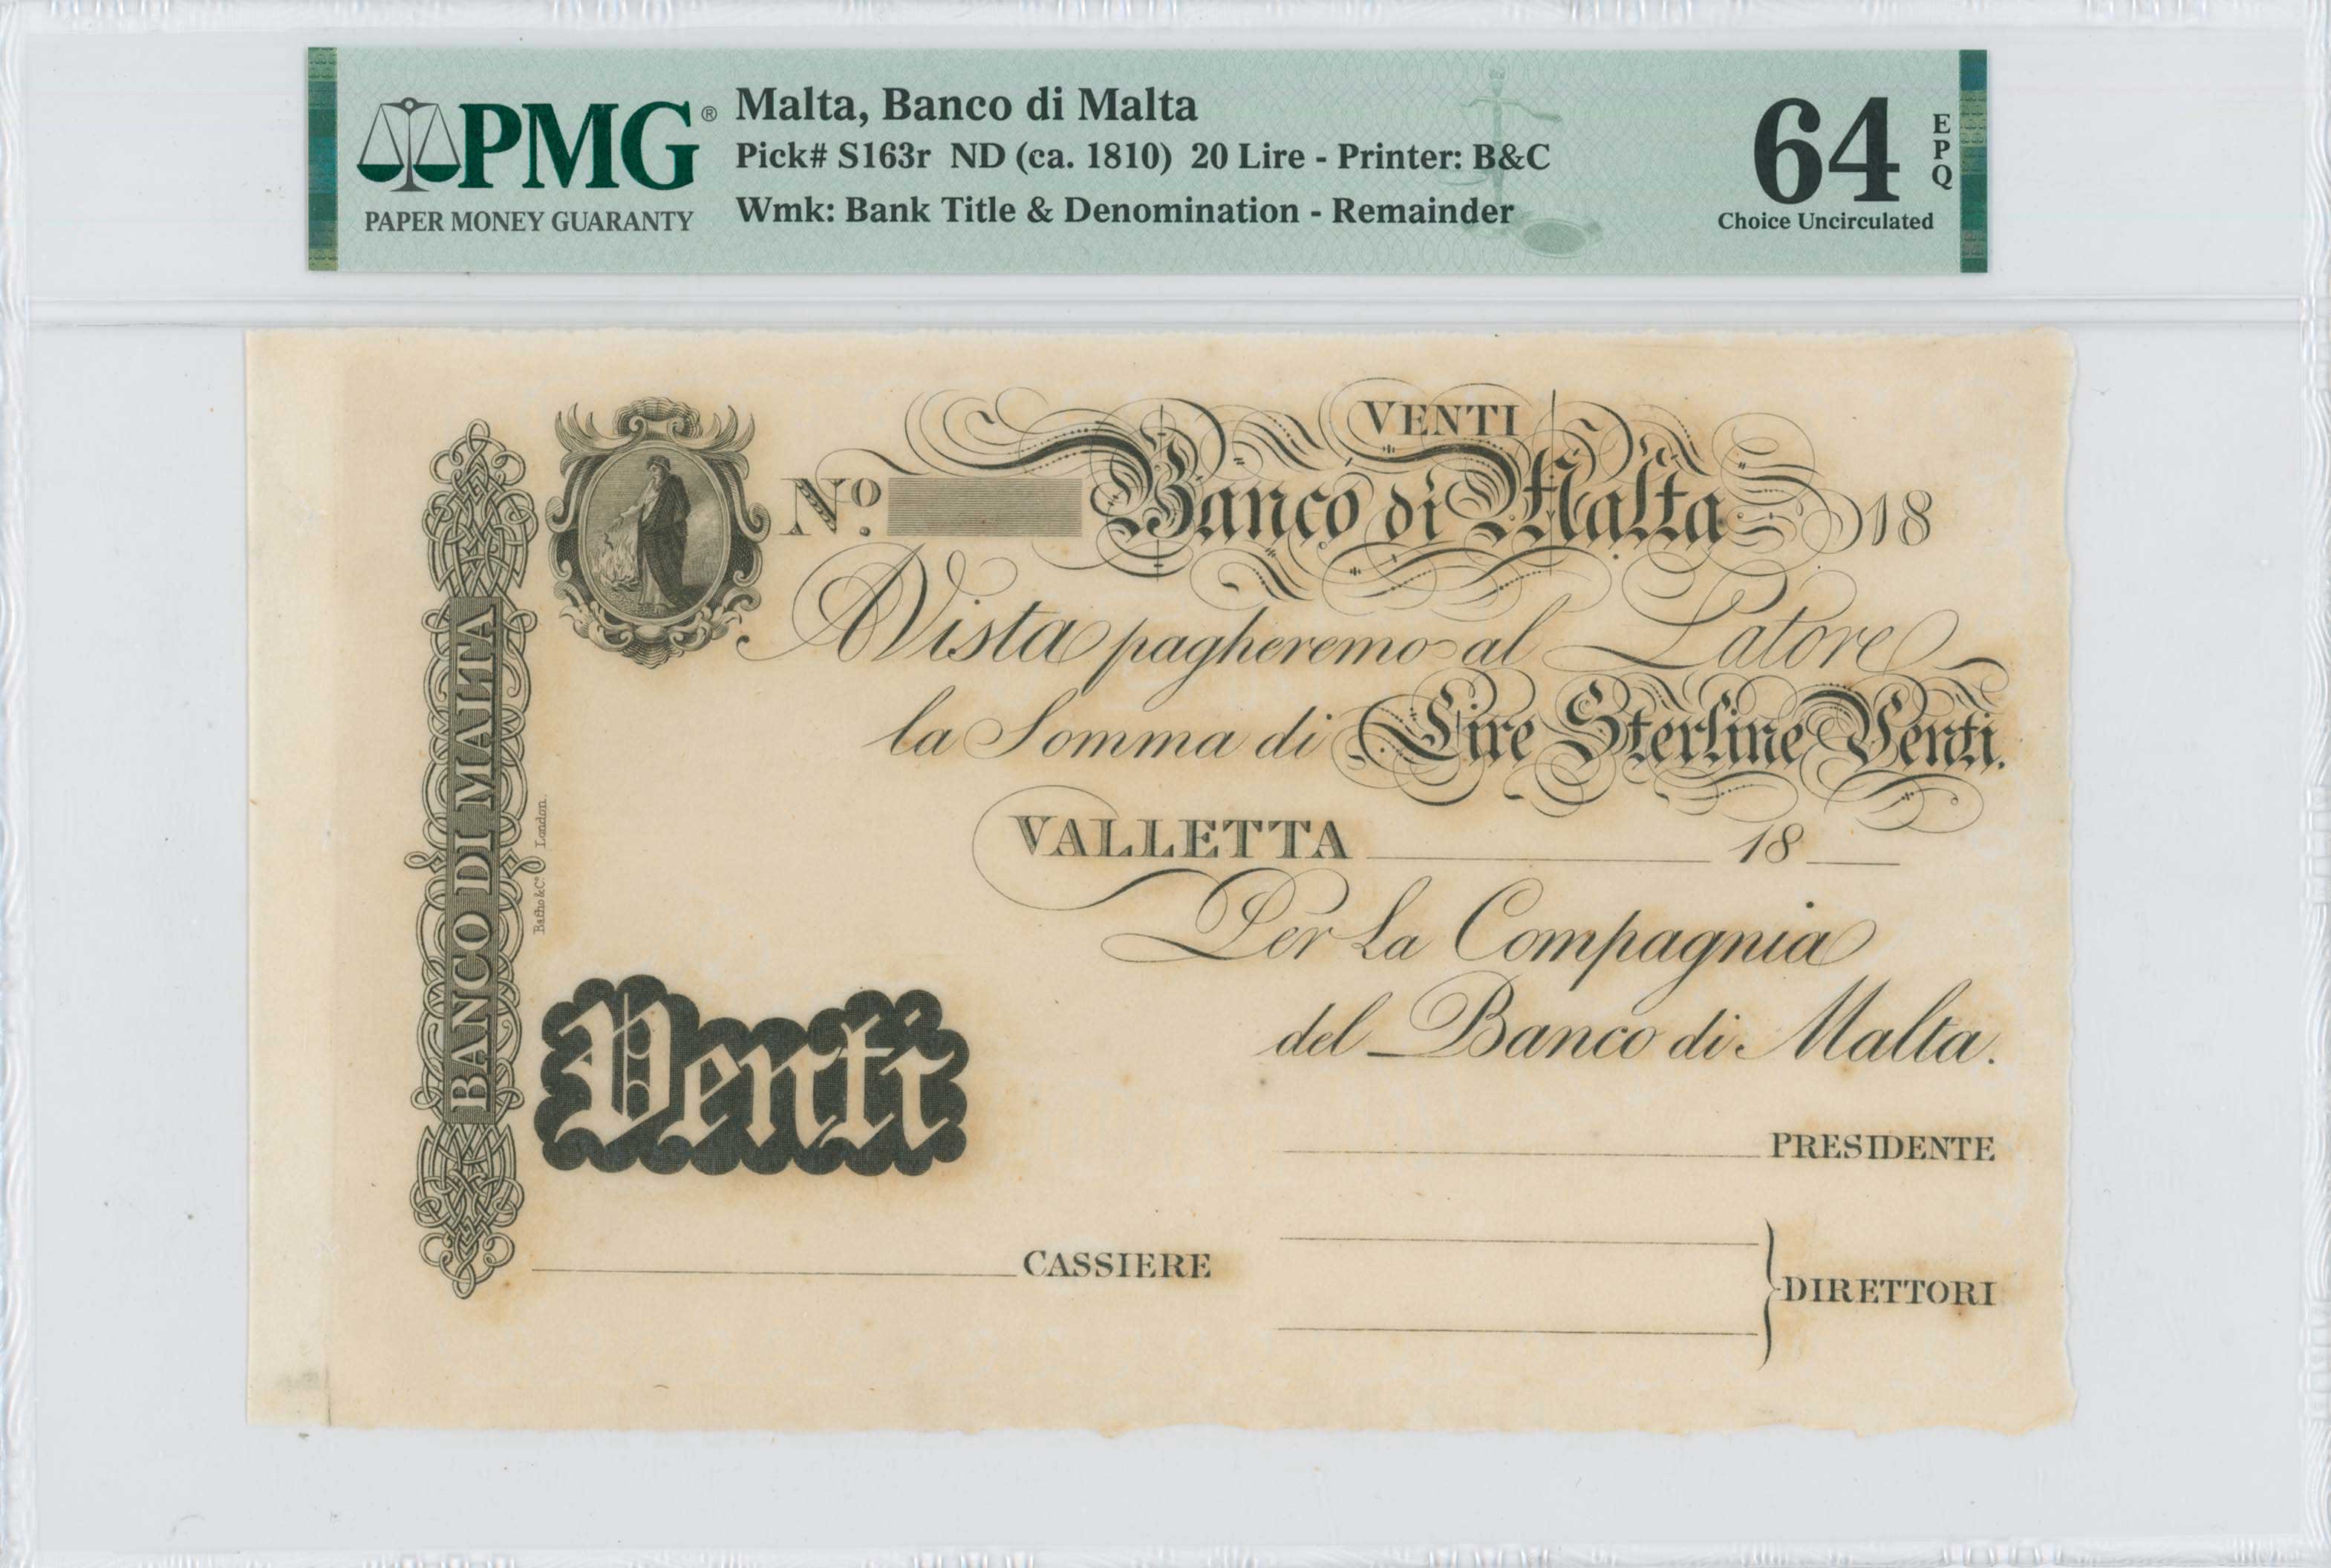 PMG®
PAPER MONEY GUARANTY
Malta, Banco di Malta
Pick# S163r ND (ca. 1810) 20 Lire - Printer: B&C
Wmk: Bank Title & Denomination - Remainder
64
EPQ
Choice Uncirculated
VENTI
No. Banco di Malta 18
A Vista pagheremo al Latore
la Somma di Lire Sterline Venti.
VALLETTA 18
Per La Compagnia
del Banco di Malta.
BANCO DI MALTA
Batho & Co. London.
Venti
PRESIDENTE
CASSIERE
DIRETTORI